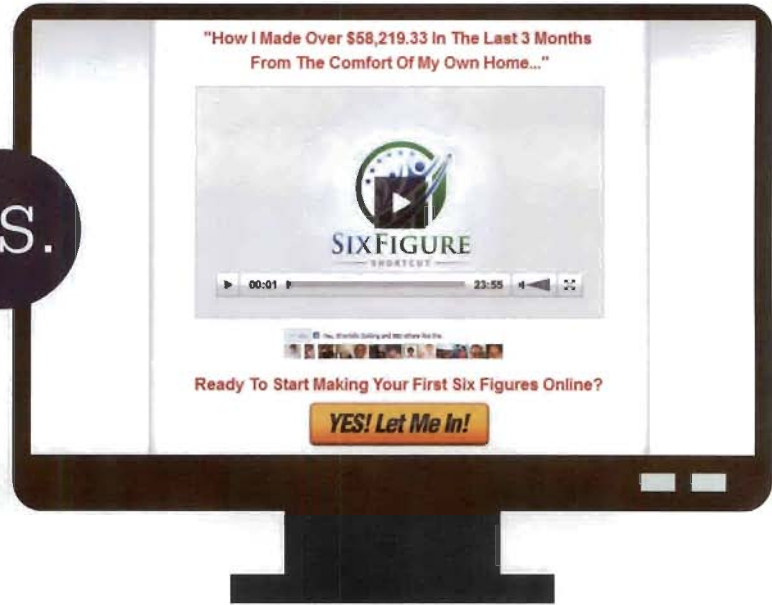 "How I Made Over $58,219.33 In The Last 3 Months
From The Comfort Of My Own Home..."
S.
SIXFIGURE
SHORTCUT
00:01
23:55
Ready To Start Making Your First Six Figures Online?
YES! Let Me In!